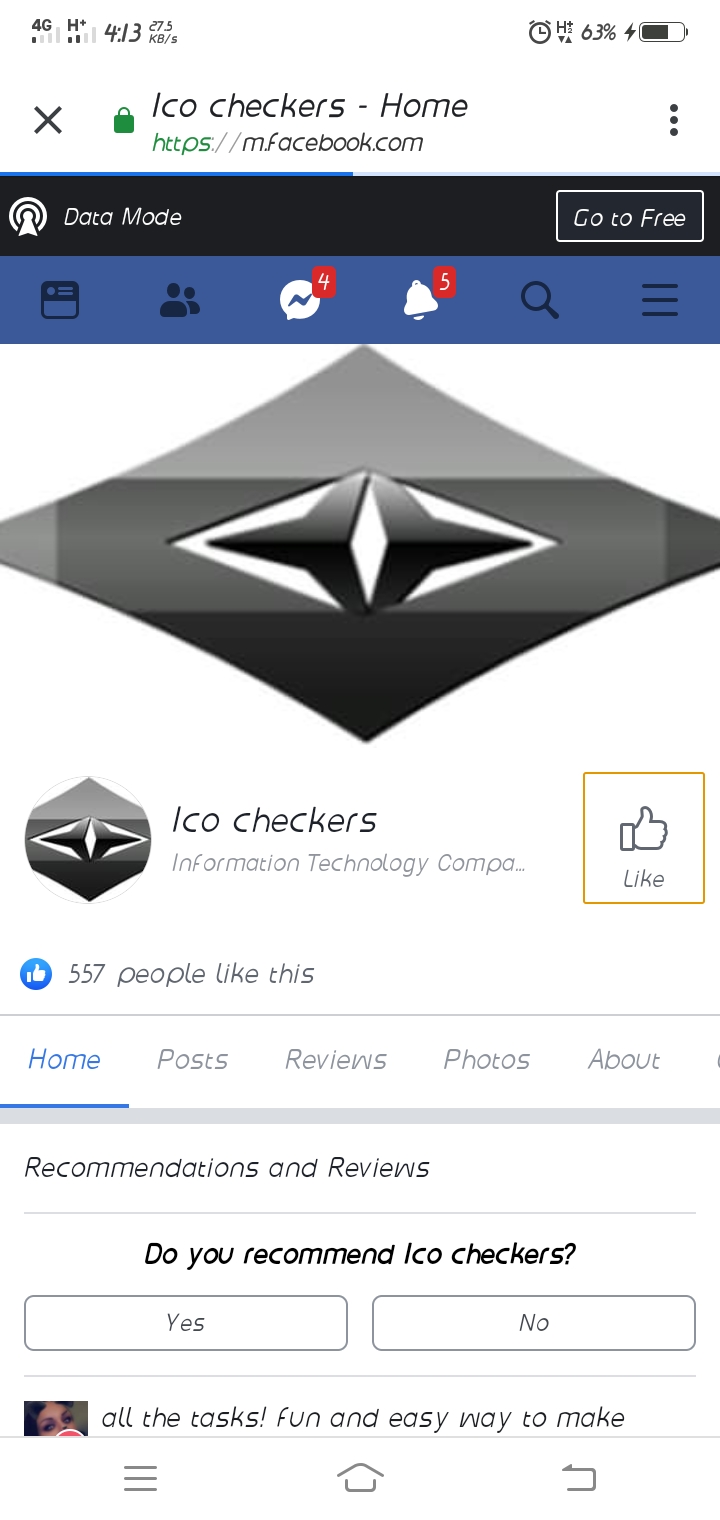 4G H+ 4:13 27.5 KB/s 63%
Ico checkers - Home
https://m.facebook.com
Data Mode Go to Free
4 5
Ico checkers
Information Technology Compa...
Like
557 people like this
Home Posts Reviews Photos About
Recommendations and Reviews
Do you recommend Ico checkers?
Yes No
all the tasks! fun and easy way to make